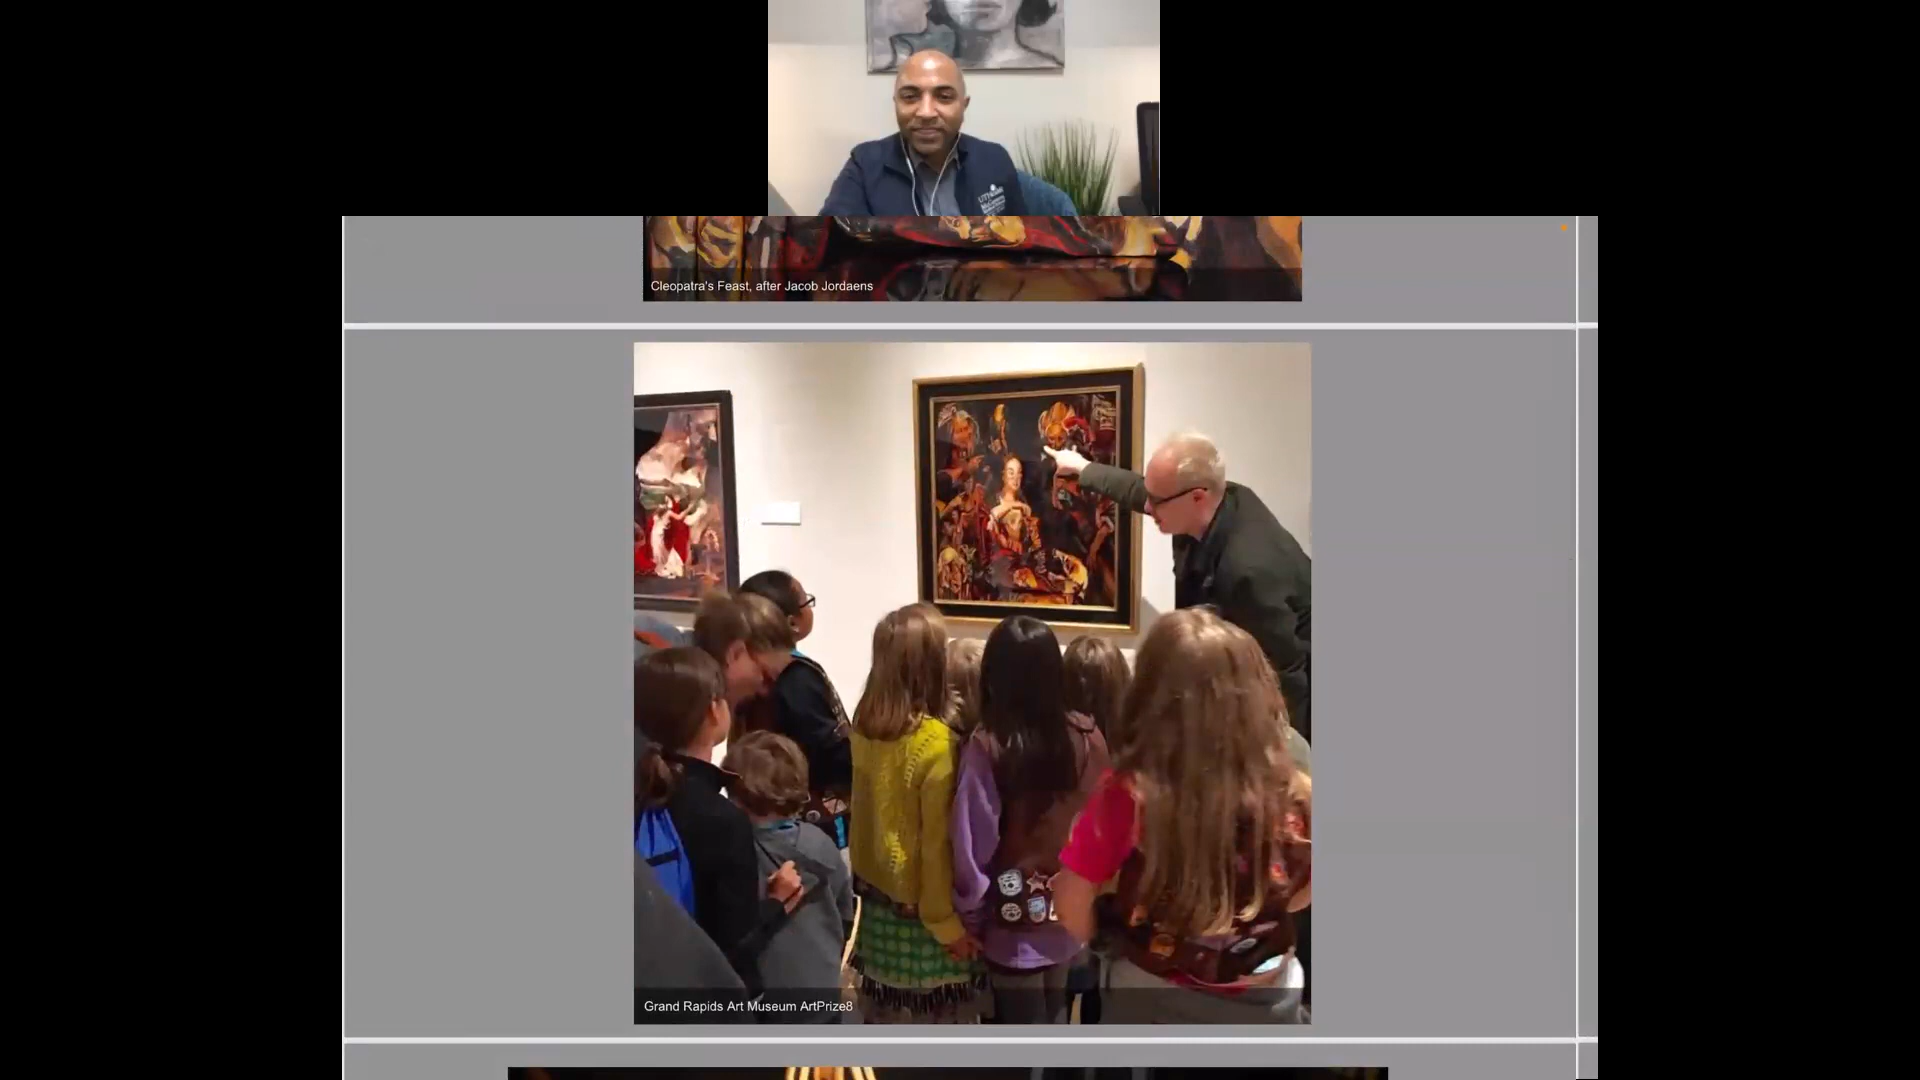 Cleopatra's Feast, after Jacob Jordaens
Grand Rapids Art Museum ArtPrize8